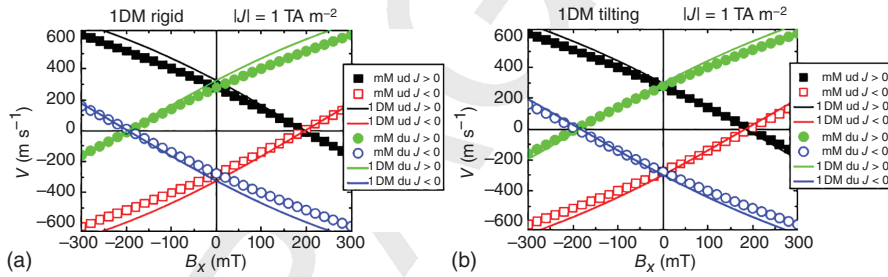 1DM rigid |J| = 1 TA m−2
600
400
200
0
−200
−400
−600
V (m s−1)
−300 −200 −100 0 100 200 300
Bx (mT)
(a)
mM ud J > 0
mM ud J < 0
1DM ud J > 0
1DM ud J < 0
mM du J > 0
mM du J < 0
1DM du J > 0
1DM du J < 0
1DM tilting |J| = 1 TA m−2
600
400
200
0
−200
−400
−600
V (m s−1)
−300 −200 −100 0 100 200 300
Bx (mT)
(b)
mM ud J > 0
mM ud J < 0
1DM ud J > 0
1DM ud J < 0
mM du J > 0
mM du J < 0
1DM du J > 0
1DM du J < 0